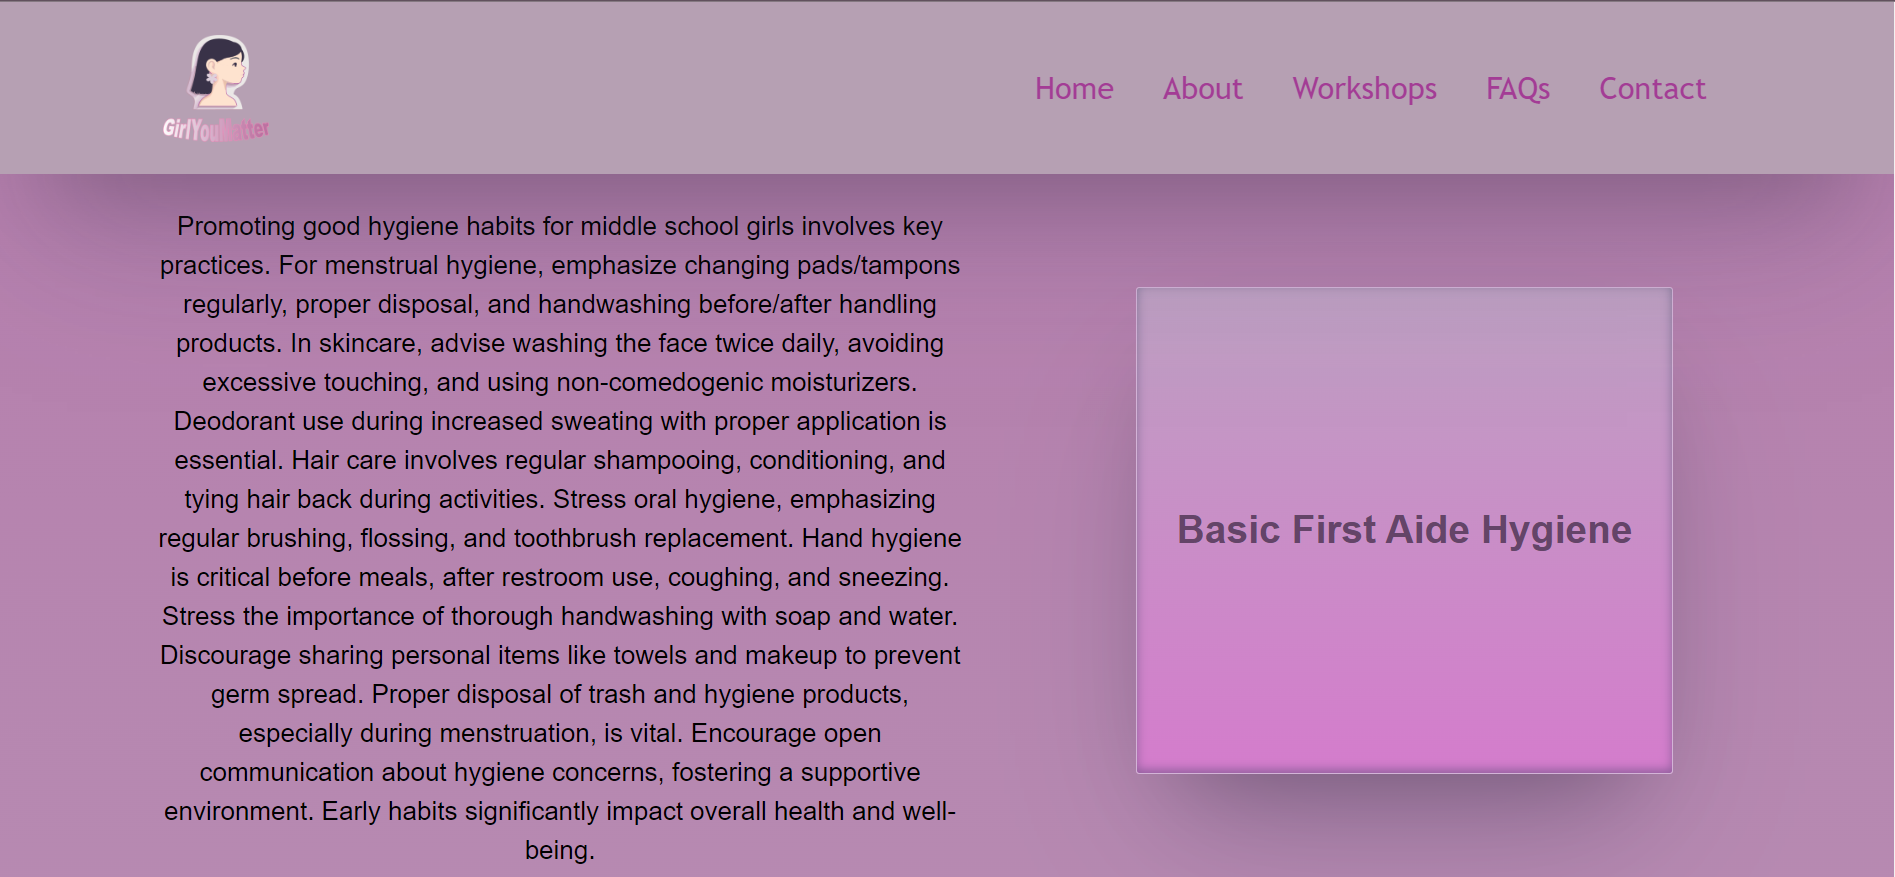 GirlYouMatter
Home About Workshops FAQs Contact
Promoting good hygiene habits for middle school girls involves key
practices. For menstrual hygiene, emphasize changing pads/tampons
regularly, proper disposal, and handwashing before/after handling
products. In skincare, advise washing the face twice daily, avoiding
excessive touching, and using non-comedogenic moisturizers.
Deodorant use during increased sweating with proper application is
essential. Hair care involves regular shampooing, conditioning, and
tying hair back during activities. Stress oral hygiene, emphasizing
regular brushing, flossing, and toothbrush replacement. Hand hygiene
is critical before meals, after restroom use, coughing, and sneezing.
Stress the importance of thorough handwashing with soap and water.
Discourage sharing personal items like towels and makeup to prevent
germ spread. Proper disposal of trash and hygiene products,
especially during menstruation, is vital. Encourage open
communication about hygiene concerns, fostering a supportive
environment. Early habits significantly impact overall health and well-
being.
Basic First Aide Hygiene